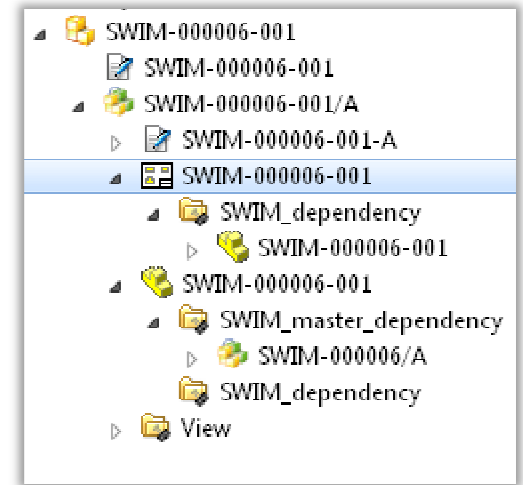 SWIM-000006-001
SWIM-000006-001
SWIM-000006-001/A
SWIM-000006-001-A
SWIM-000006-001
SWIM_dependency
SWIM-000006-001
SWIM-000006-001
SWIM_master_dependency
SWIM-000006/A
SWIM_dependency
View